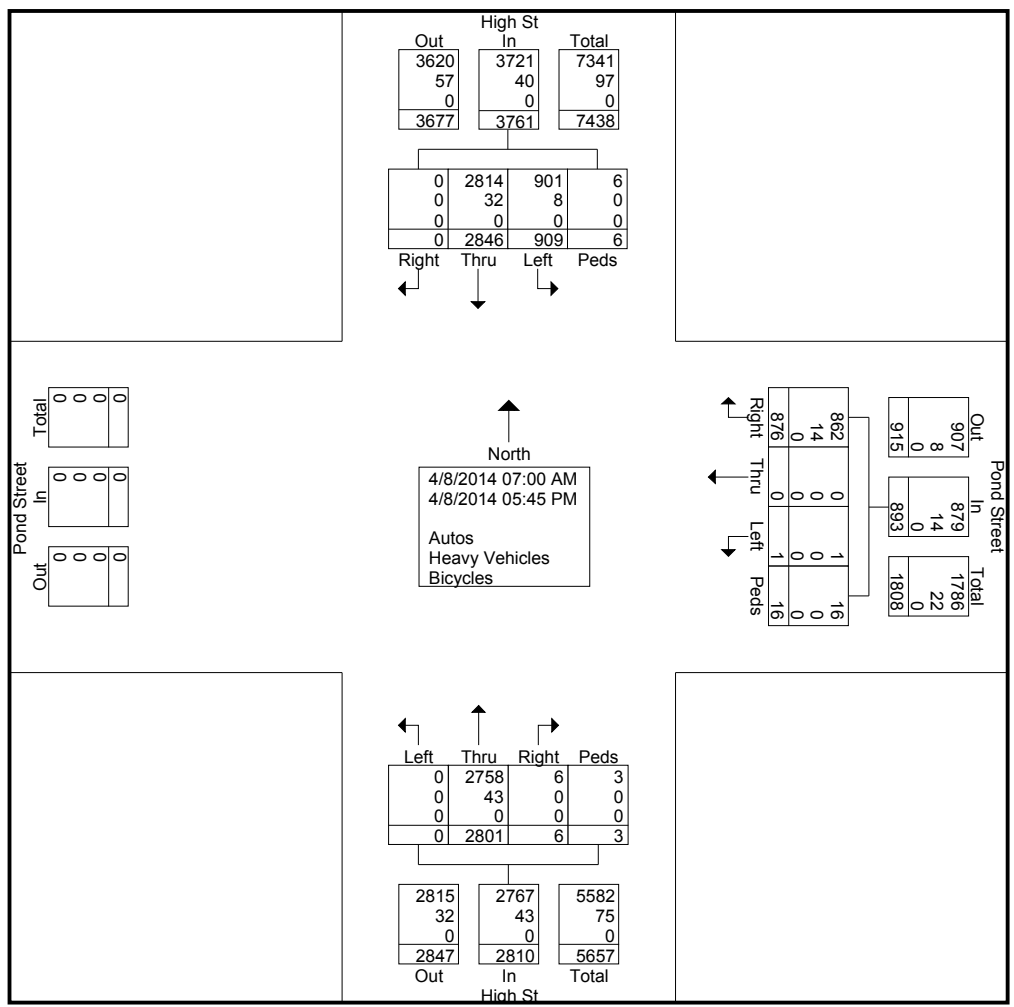 High St
Out In Total
3620 3721 7341
57 40 97
0 0 0
3677 3761 7438
0 2814 901 6
0 32 8 0
0 0 0 0
0 2846 909 6
Right Thru Left Peds
Pond Street
Total
0 0 0 0
In
0 0 0 0
Out
0 0 0 0
North
4/8/2014 07:00 AM
4/8/2014 05:45 PM
Autos
Heavy Vehicles
Bicycles
Right Thru Left Peds
862 0 1 16
14 0 0 0
0 0 0 0
876 0 1 16
Pond Street
Out In Total
907 879 1786
8 14 22
0 0 0
915 893 1808
Left Thru Right Peds
0 2758 6 3
0 43 0 0
0 0 0 0
0 2801 6 3
2815 2767 5582
32 43 75
0 0 0
2847 2810 5657
Out In Total
High St